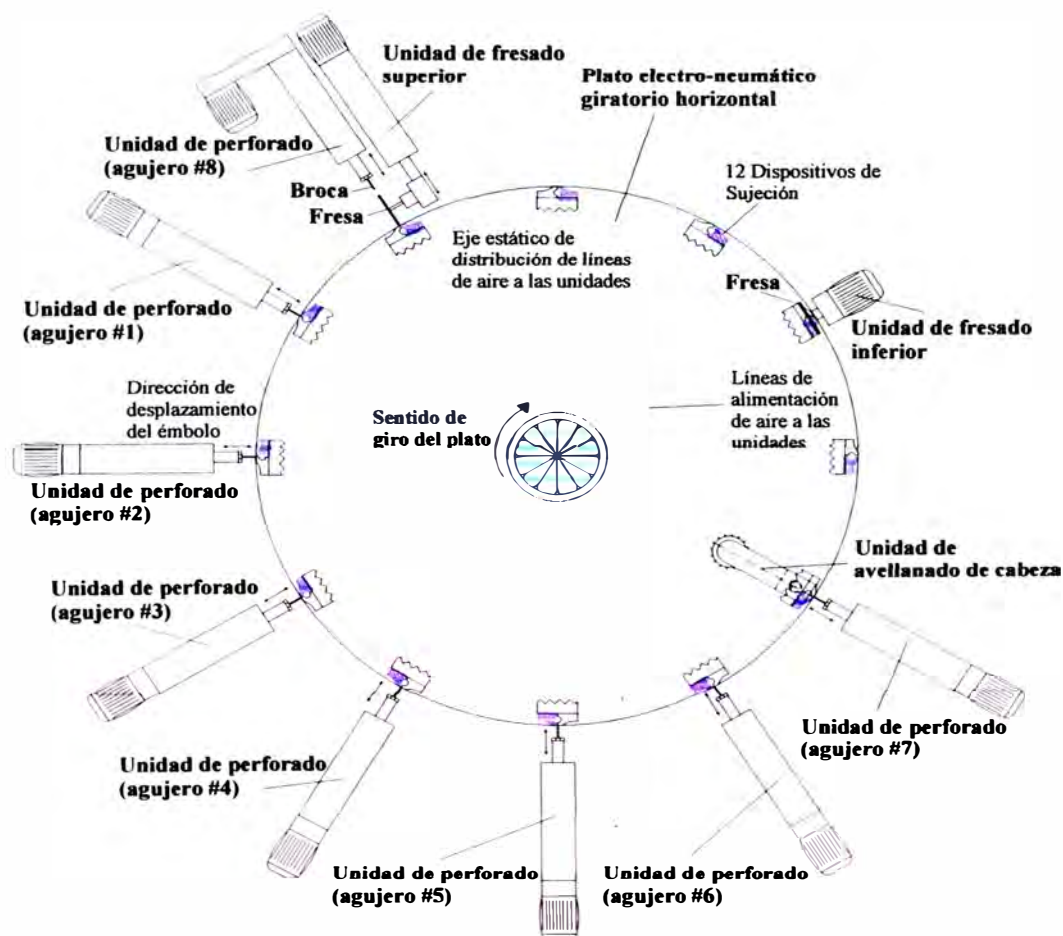 Unidad de fresado
superior
Plato electro-neumático
giratorio horizontal
Unidad de perforado
(agujero #8)
12 Dispositivos de
Sujeción
Broca
Fresa
Eje estático de
distribución de líneas
de aire a las unidades
Fresa
Unidad de perforado
(agujero #1)
Unidad de fresado
inferior
Dirección de
desplazamiento
del émbolo
Líneas de
alimentación
de aire a las
unidades
Sentido de
giro del plato
Unidad de perforado
(agujero #2)
Unidad de
avellanado de cabeza
Unidad de perforado
(agujero #3)
Unidad de perforado
(agujero #7)
Unidad de perforado
(agujero #4)
Unidad de perforado
(agujero #5)
Unidad de perforado
(agujero #6)